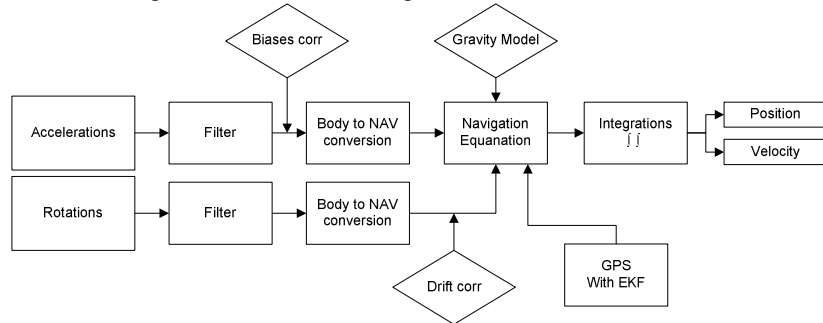 Biases corr
Gravity Model
Accelerations
Filter
Body to NAV
conversion
Navigation
Equanation
Integrations
∫ ∫
Position
Velocity
Rotations
Filter
Body to NAV
conversion
Drift corr
GPS
With EKF